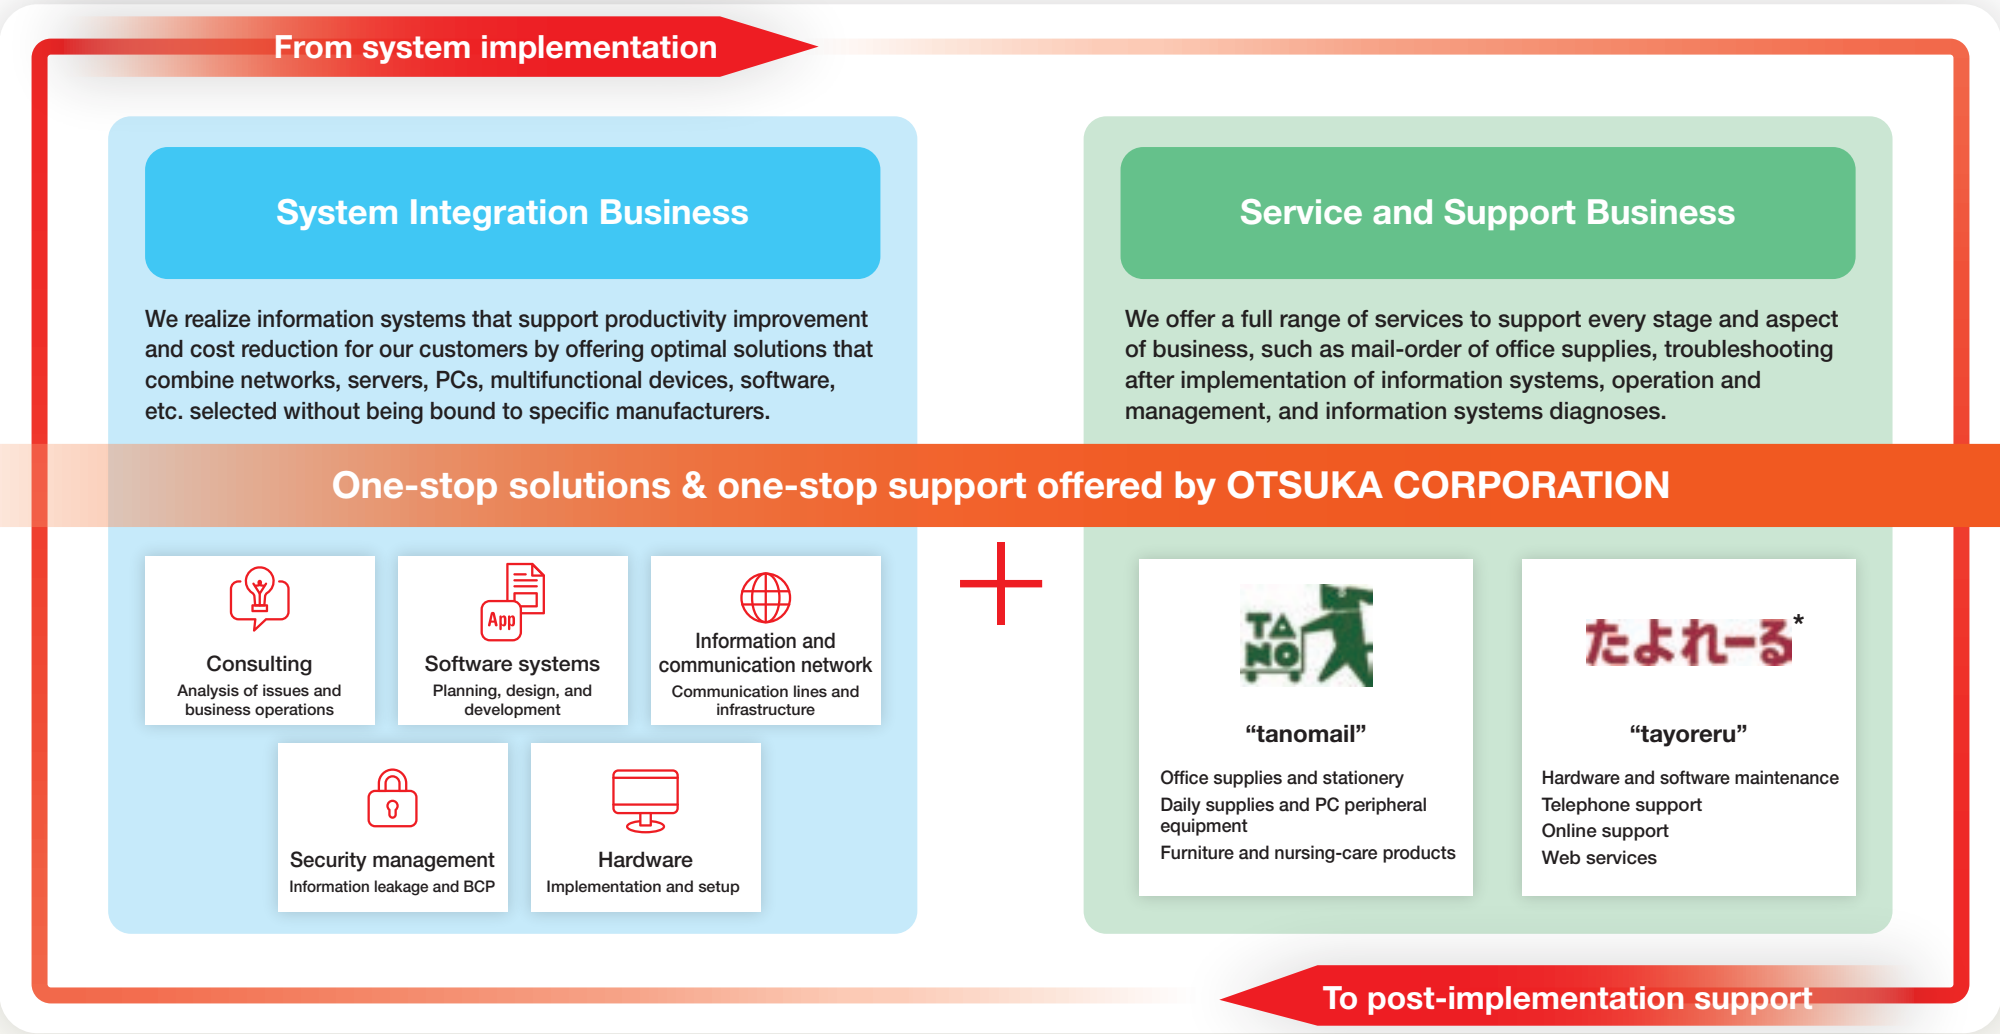 From system implementation
System Integration Business
We realize information systems that support productivity improvement
and cost reduction for our customers by offering optimal solutions that
combine networks, servers, PCs, multifunctional devices, software,
etc. selected without being bound to specific manufacturers.
Service and Support Business
We offer a full range of services to support every stage and aspect
of business, such as mail-order of office supplies, troubleshooting
after implementation of information systems, operation and
management, and information systems diagnoses.
One-stop solutions & one-stop support offered by OTSUKA CORPORATION
Consulting
Analysis of issues and
business operations
App
Software systems
Planning, design, and
development
Information and
communication network
Communication lines and
infrastructure
Security management
Information leakage and BCP
Hardware
Implementation and setup
TA
NO
“tanomail”
Office supplies and stationery
Daily supplies and PC peripheral
equipment
Furniture and nursing-care products
たよれーる*
“tayoreru”
Hardware and software maintenance
Telephone support
Online support
Web services
To post-implementation support